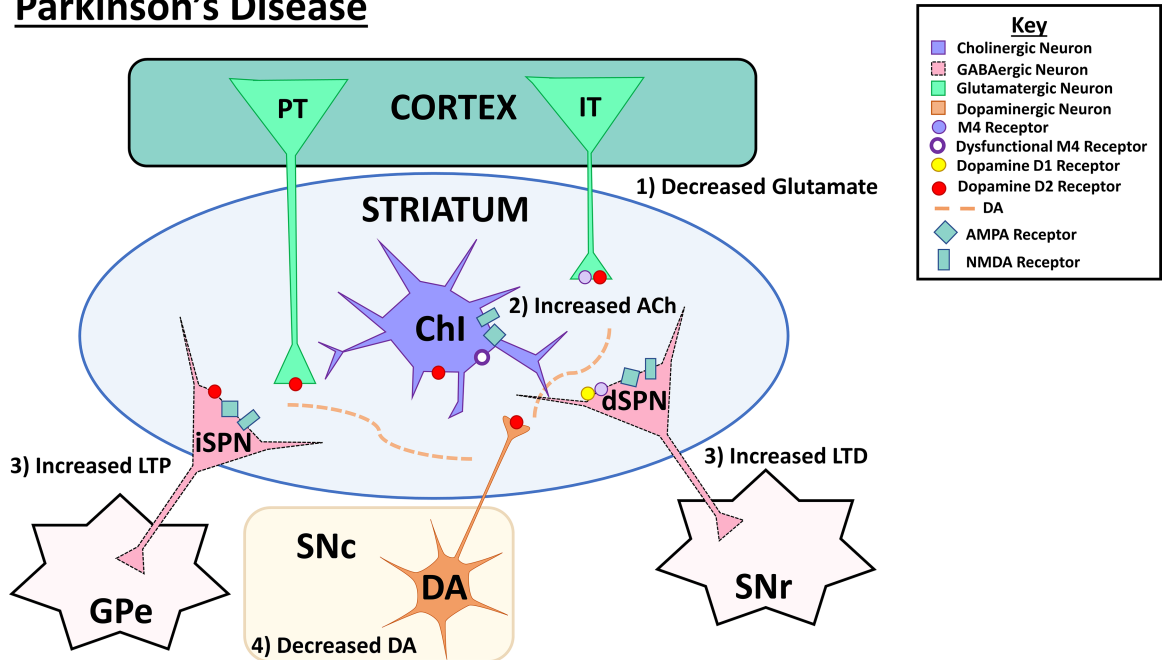 Parkinson's Disease
Key
Cholinergic Neuron
GABAergic Neuron
Glutamatergic Neuron
Dopaminergic Neuron
M4 Receptor
Dysfunctional M4 Receptor
Dopamine D1 Receptor
Dopamine D2 Receptor
DA
AMPA Receptor
NMDA Receptor
PT
CORTEX
IT
1) Decreased Glutamate
STRIATUM
2) Increased ACh
ChI
dSPN
iSPN
3) Increased LTP
3) Increased LTD
SNc
DA
SNr
GPe
4) Decreased DA